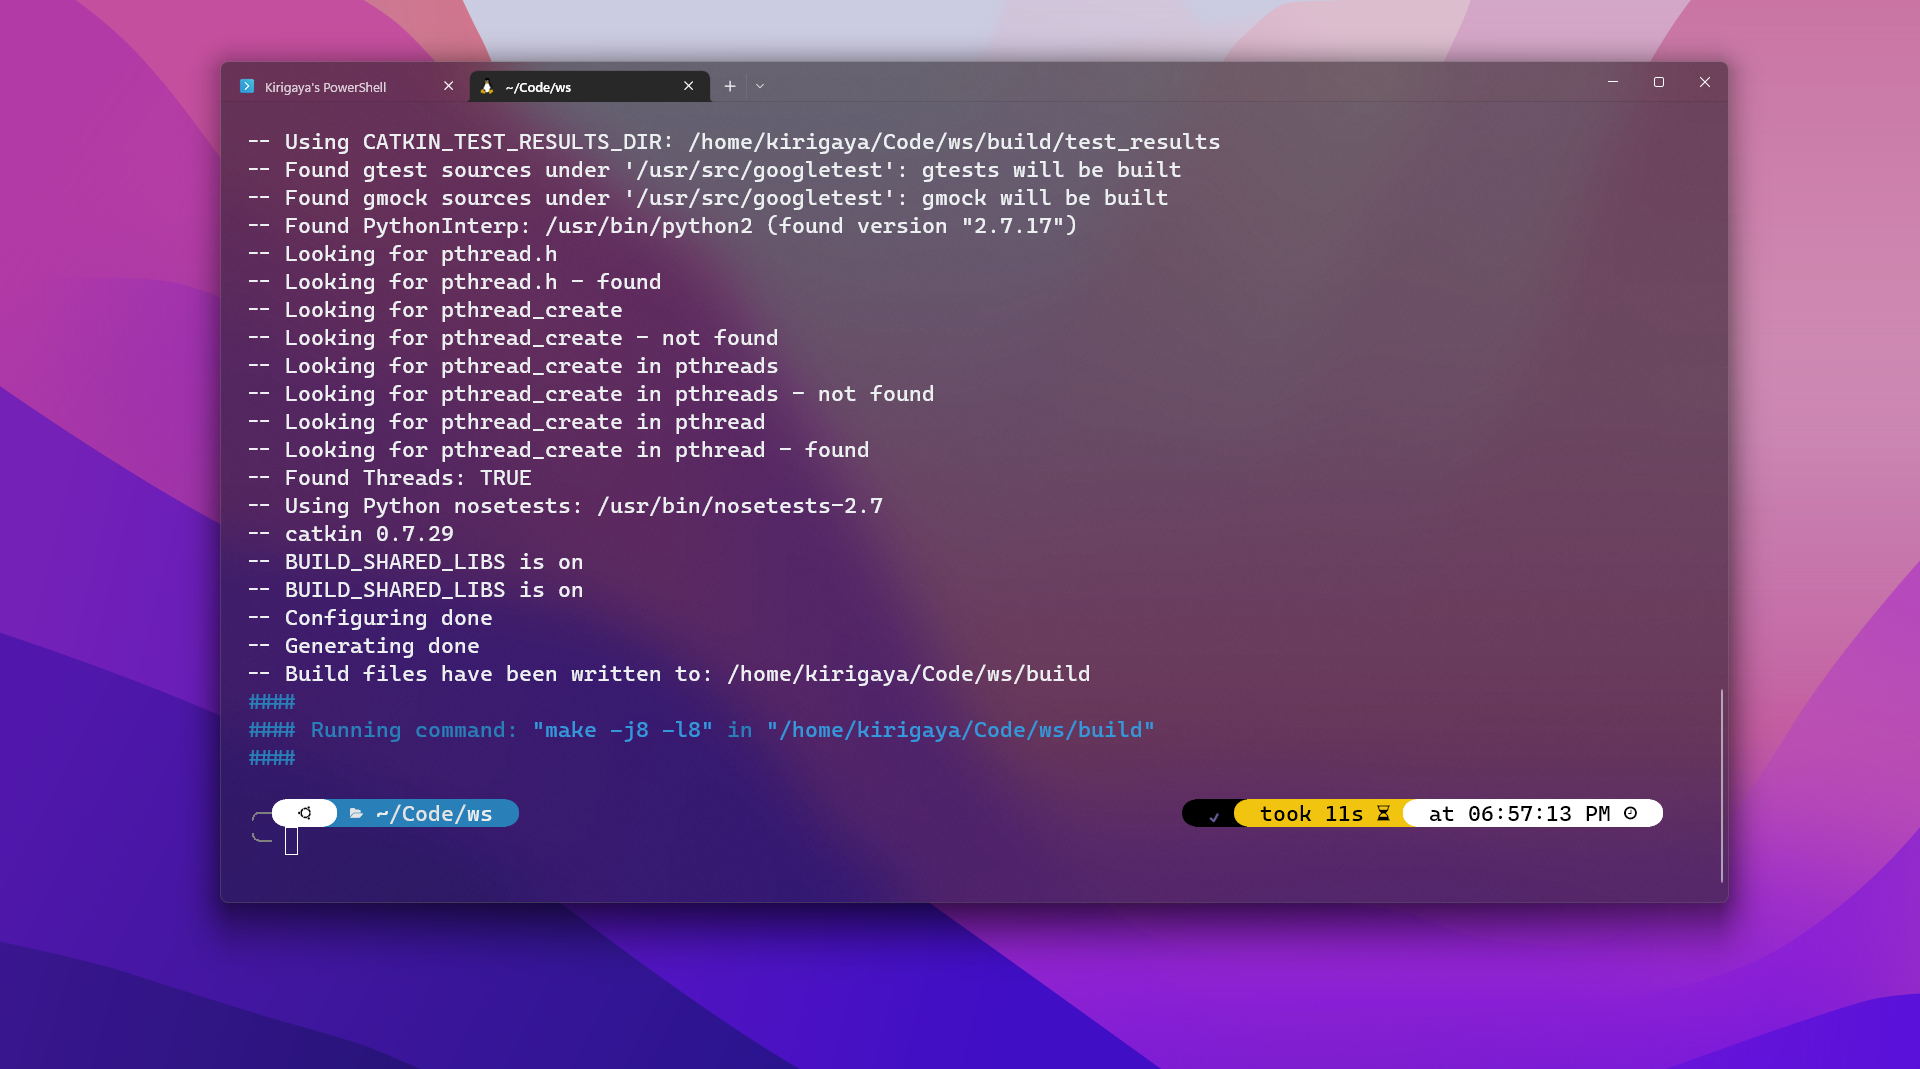 Kirigaya's PowerShell
~/Code/ws
-- Using CATKIN_TEST_RESULTS_DIR: /home/kirigaya/Code/ws/build/test_results
-- Found gtest sources under '/usr/src/googletest': gtests will be built
-- Found gmock sources under '/usr/src/googletest': gmock will be built
-- Found PythonInterp: /usr/bin/python2 (found version "2.7.17")
-- Looking for pthread.h
-- Looking for pthread.h - found
-- Looking for pthread_create
-- Looking for pthread_create - not found
-- Looking for pthread_create in pthreads
-- Looking for pthread_create in pthreads - not found
-- Looking for pthread_create in pthread
-- Looking for pthread_create in pthread - found
-- Found Threads: TRUE
-- Using Python nosetests: /usr/bin/nosetests-2.7
-- catkin 0.7.29
-- BUILD_SHARED_LIBS is on
-- BUILD_SHARED_LIBS is on
-- Configuring done
-- Generating done
-- Build files have been written to: /home/kirigaya/Code/ws/build
####
#### Running command: "make -j8 -l8" in "/home/kirigaya/Code/ws/build"
####
~/Code/ws took 11s at 06:57:13 PM